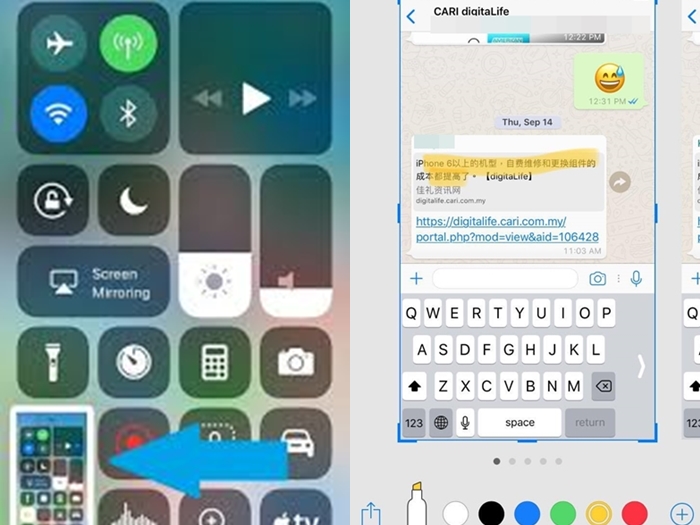 Screen
Mirroring
CARI digitaLife
12:22 PM
12:31 PM
Thu, Sep 14
iPhone 6以上的机型，自费维修和更换组件的
成本都提高了。【digitaLife】
佳礼资讯网
digitalife.cari.com.my
https://digitalife.cari.com.my/
portal.php?mod=view&aid=106428
11:03 AM
Q W E R T Y U I O P
A S D F G H J K L
Z X C V B N M
123 space return
Q
A
123
tv